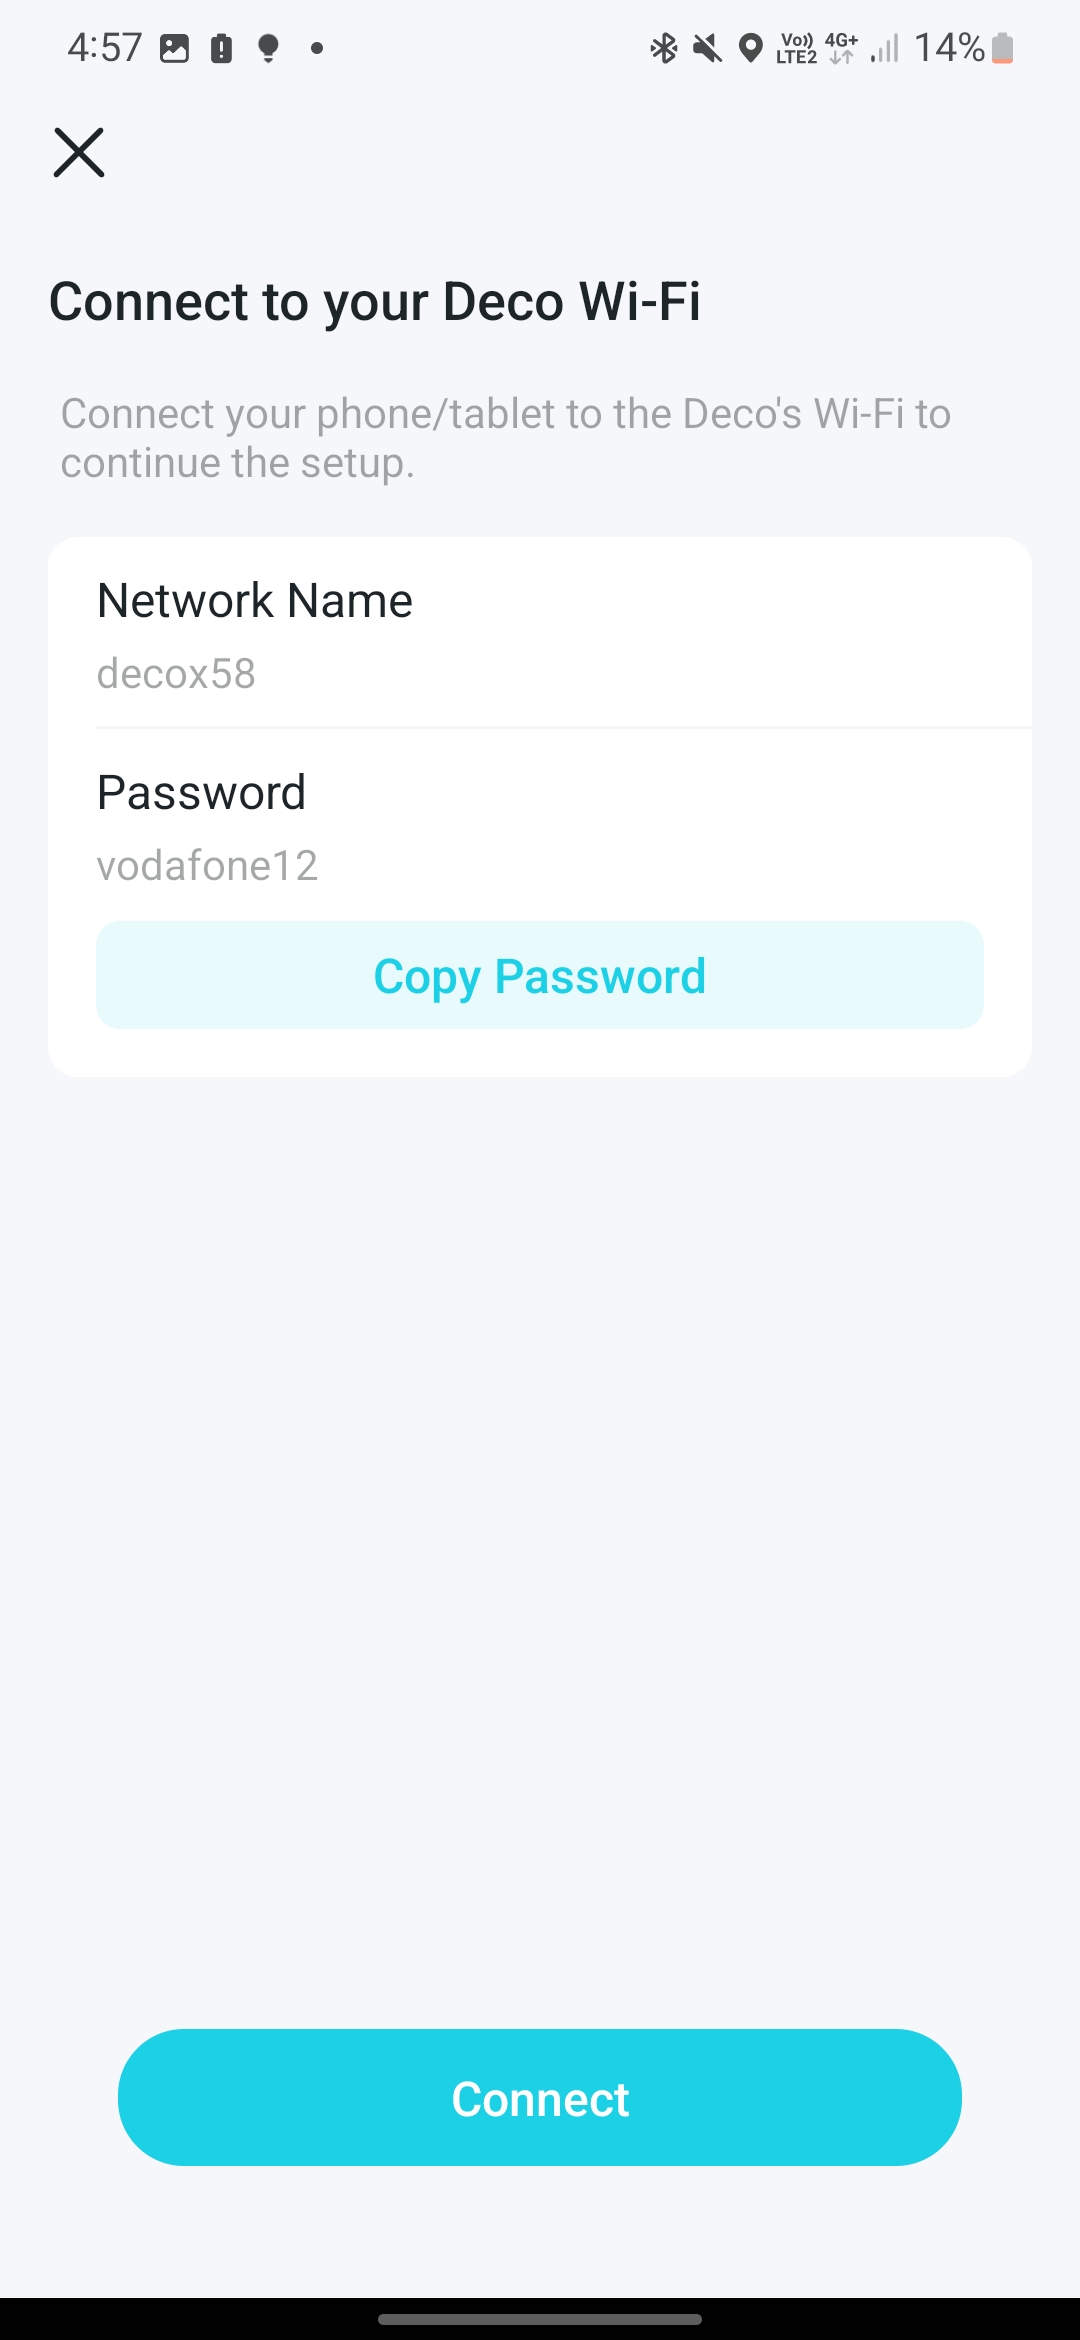 4:57
Vo)) LTE2 4G+ 14%
Connect to your Deco Wi-Fi
Connect your phone/tablet to the Deco's Wi-Fi to
continue the setup.
Network Name
decox58
Password
vodafone12
Copy Password
Connect